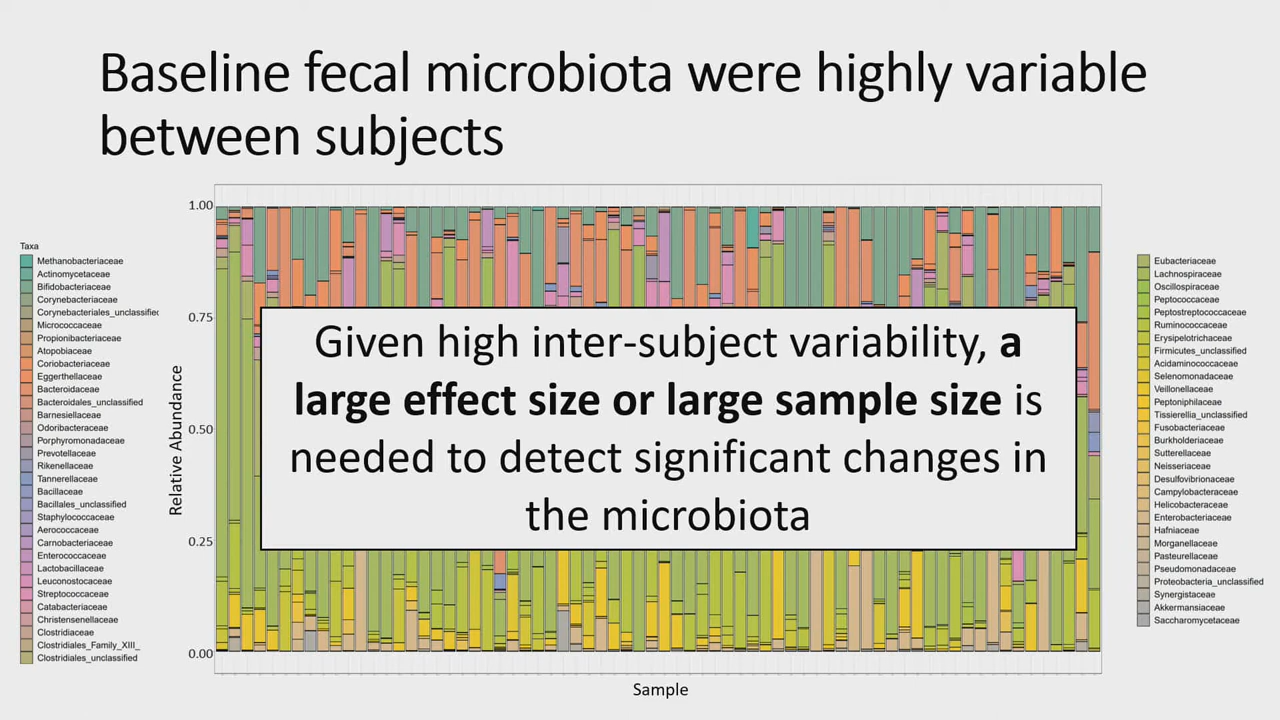 Baseline fecal microbiota were highly variable
between subjects
Taxa
Methanobacteriaceae
Actinomycetaceae
Bifidobacteriaceae
Corynebacteriaceae
Corynebacteriales_unclassified
Micrococcaceae
Propionibacteriaceae
Atopobiaceae
Coriobacteriaceae
Eggerthellaceae
Bacteroidaceae
Bacteroidales_unclassified
Barnesiellaceae
Odoribacteraceae
Porphyromonadaceae
Prevotellaceae
Rikenellaceae
Tannerellaceae
Bacillaceae
Bacillales_unclassified
Staphylococcaceae
Aerococcaceae
Carnobacteriaceae
Enterococcaceae
Lactobacillaceae
Leuconostocaceae
Streptococcaceae
Catabacteriaceae
Christensenellaceae
Clostridiaceae
Clostridiales_Family_XIII_
Clostridiales_unclassified
Relative Abundance
1.00
0.75
0.50
0.25
0.00
Given high inter-subject variability, a
large effect size or large sample size is
needed to detect significant changes in
the microbiota
Sample
Eubacteriaceae
Lachnospiraceae
Oscillospiraceae
Peptococcaceae
Peptostreptococcaceae
Ruminococcaceae
Erysipelotrichaceae
Firmicutes_unclassified
Acidaminococcaceae
Selenomonadaceae
Veillonellaceae
Peptoniphilaceae
Tissierellia_unclassified
Fusobacteriaceae
Burkholderiaceae
Sutterellaceae
Neisseriaceae
Desulfovibrionaceae
Campylobacteraceae
Helicobacteraceae
Enterobacteriaceae
Hafniaceae
Morganellaceae
Pasteurellaceae
Pseudomonadaceae
Proteobacteria_unclassified
Synergistaceae
Akkermansiaceae
Saccharomycetaceae